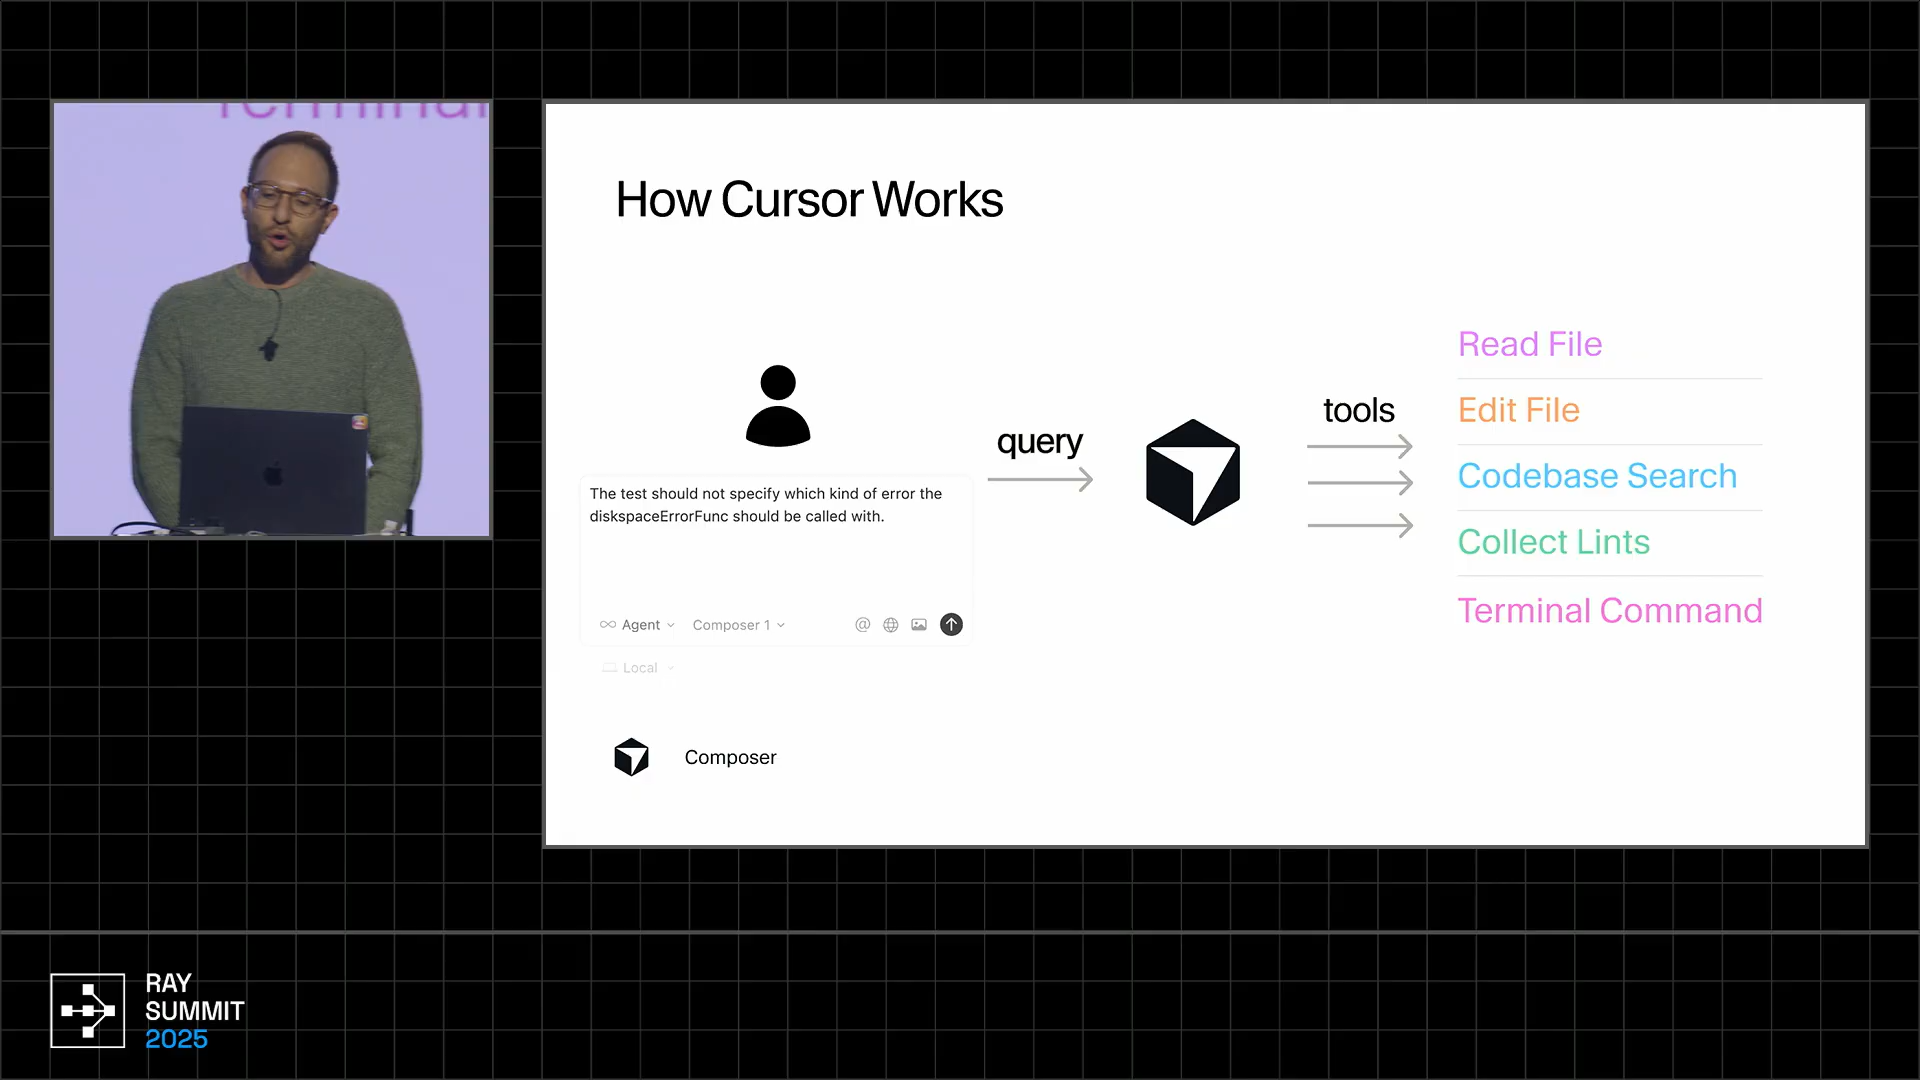 Terminal
How Cursor Works
query
tools
Read File
Edit File
Codebase Search
Collect Lints
Terminal Command
The test should not specify which kind of error the
diskspaceErrorFunc should be called with.
Agent
Composer 1
@
Local
Composer
RAY
SUMMIT
2025